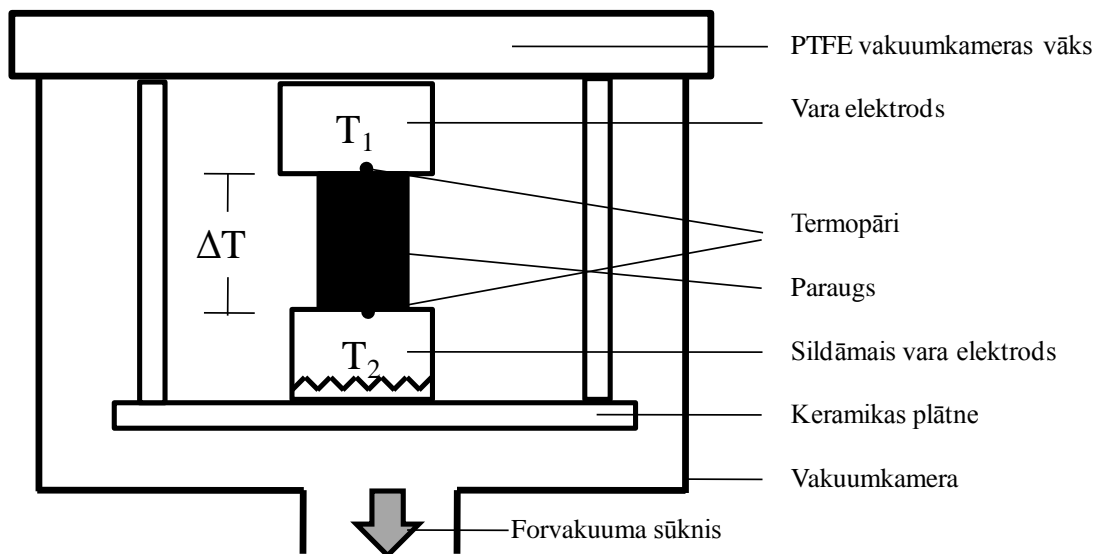 PTFE vakuumkameras vāks
Vara elektrods
T₁
Termopāri
ΔT
Paraugs
Sildāmais vara elektrods
T₂
Keramikas plātne
Vakuumkamera
Forvakuuma sūknis